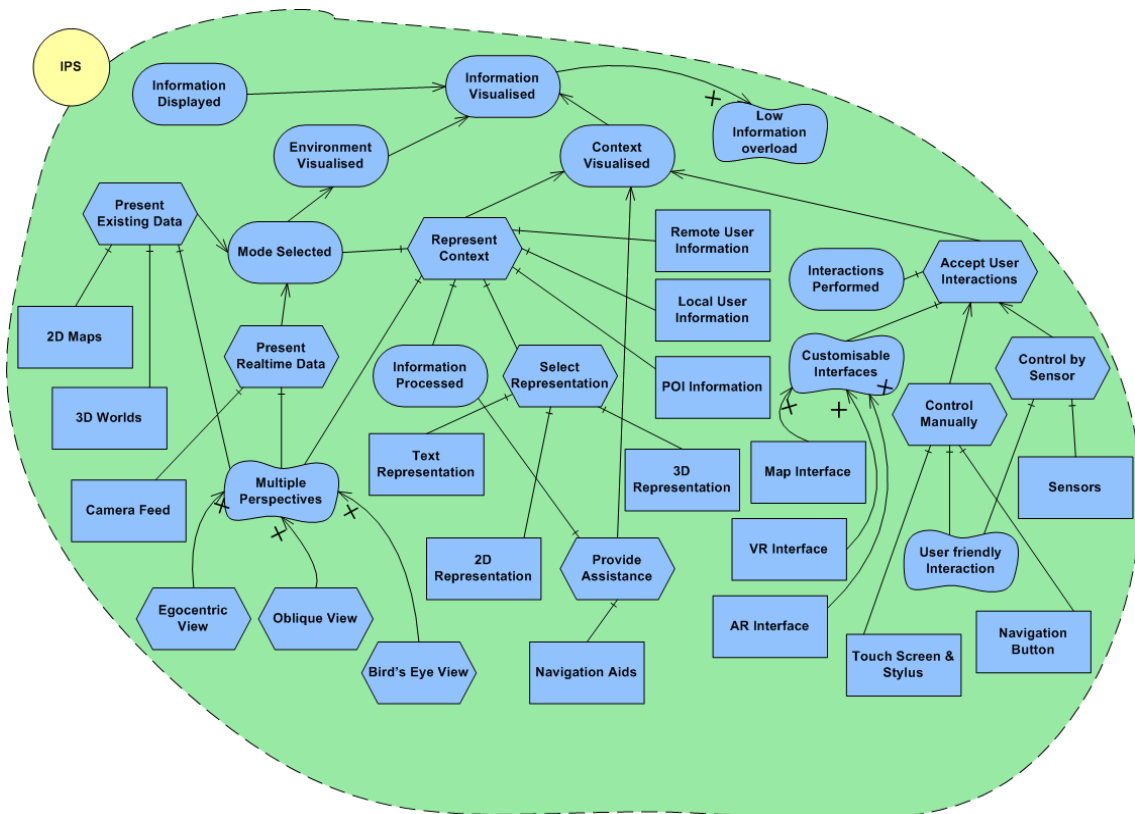 IPS
Information
Displayed
Information
Visualised
Low
Information
overload
Environment
Visualised
Context
Visualised
Present
Existing Data
Mode Selected
Represent
Context
Remote User
Information
Interactions
Performed
Accept User
Interactions
Local User
Information
2D Maps
Present
Realtime Data
Information
Processed
Select
Representation
POI Information
Customisable
Interfaces
Control by
Sensor
3D Worlds
Control
Manually
Text
Representation
3D
Representation
Map Interface
Sensors
Camera Feed
Multiple
Perspectives
VR Interface
User friendly
Interaction
2D
Representation
Provide
Assistance
Egocentric
View
Oblique View
AR Interface
Navigation
Button
Bird's Eye View
Navigation Aids
Touch Screen &
Stylus